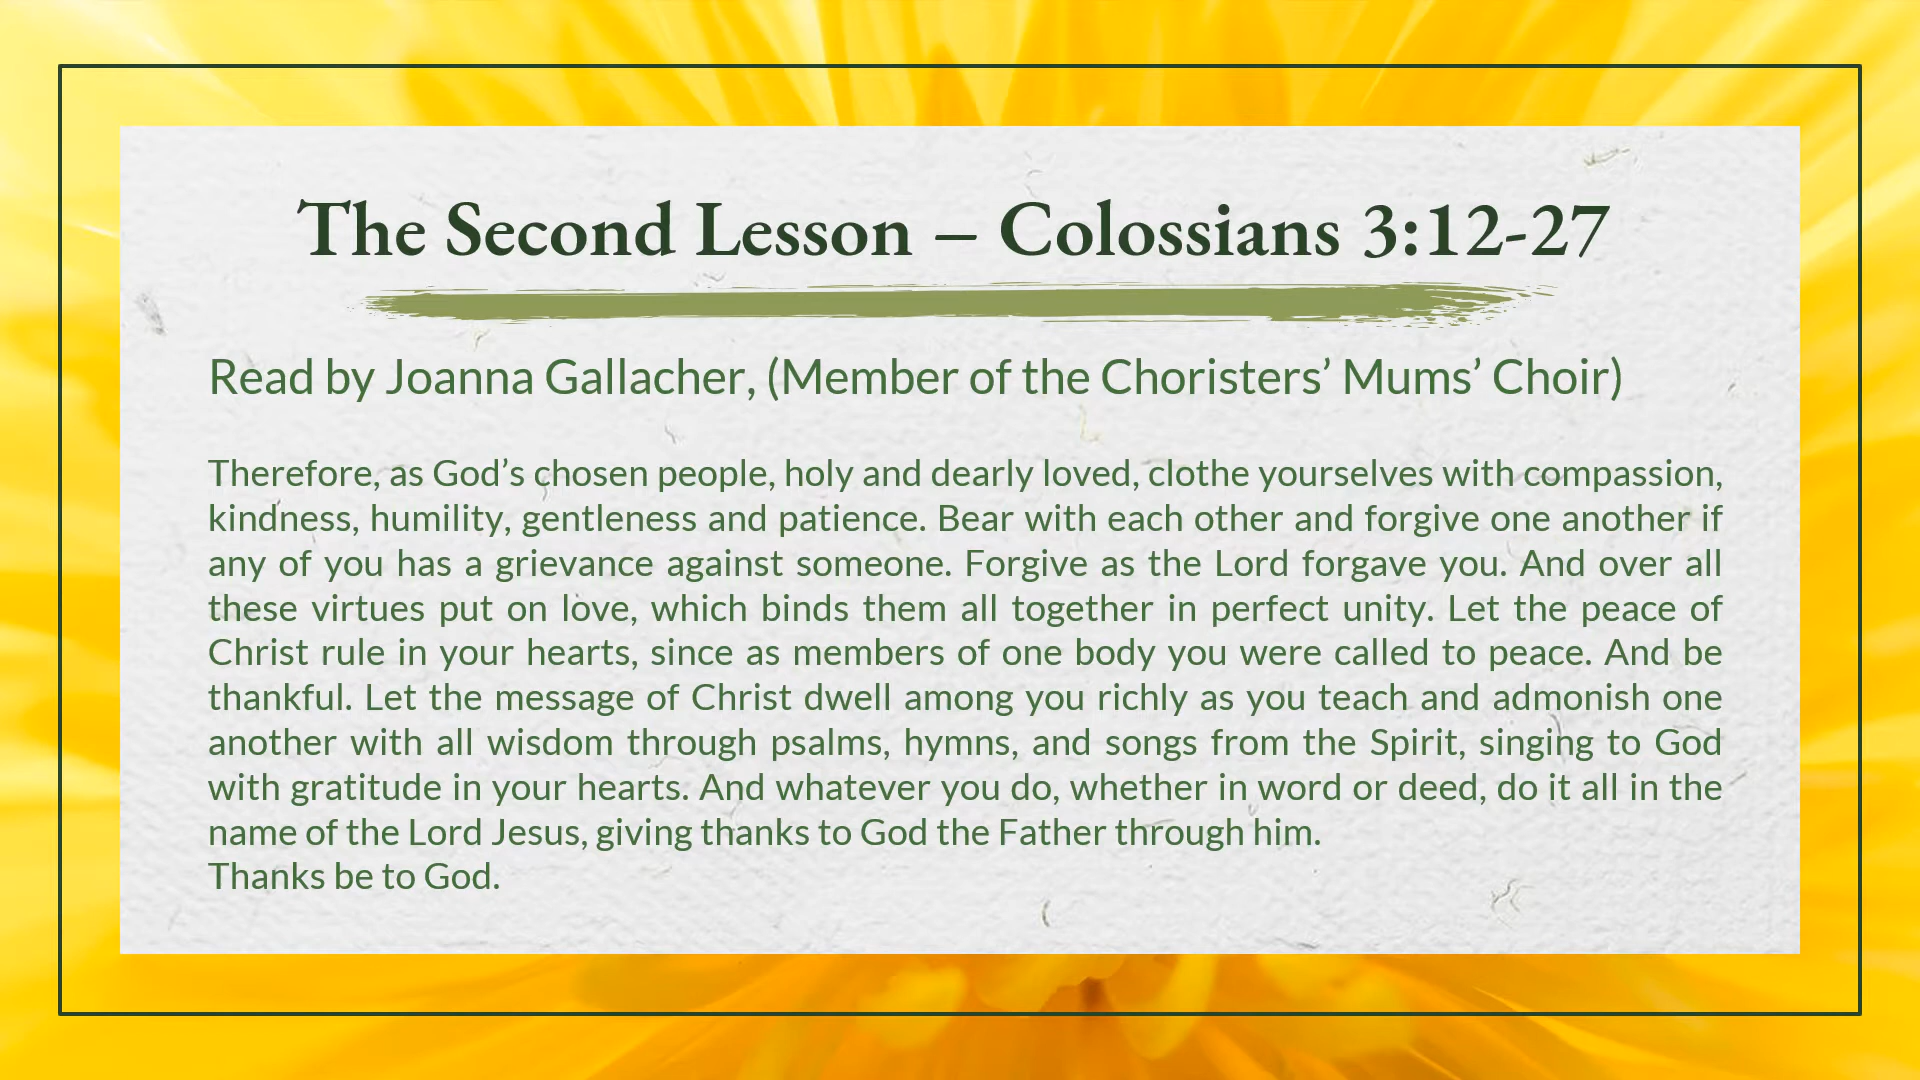 The Second Lesson – Colossians 3:12-27
Read by Joanna Gallacher, (Member of the Choristers’ Mums’ Choir)
Therefore, as God’s chosen people, holy and dearly loved, clothe yourselves with compassion,
kindness, humility, gentleness and patience. Bear with each other and forgive one another if
any of you has a grievance against someone. Forgive as the Lord forgave you. And over all
these virtues put on love, which binds them all together in perfect unity. Let the peace of
Christ rule in your hearts, since as members of one body you were called to peace. And be
thankful. Let the message of Christ dwell among you richly as you teach and admonish one
another with all wisdom through psalms, hymns, and songs from the Spirit, singing to God
with gratitude in your hearts. And whatever you do, whether in word or deed, do it all in the
name of the Lord Jesus, giving thanks to God the Father through him.
Thanks be to God.